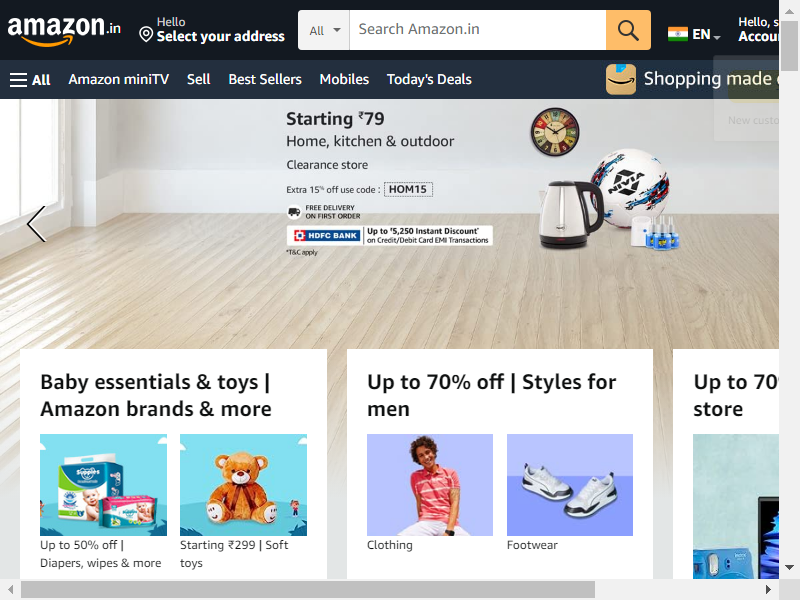 amazon.in
Hello
Select your address
All
Search Amazon.in
EN
Hello, s
Accou
All
Amazon miniTV
Sell
Best Sellers
Mobiles
Today's Deals
Shopping made
New custo
Starting ₹79
Home, kitchen & outdoor
Clearance store
Extra 15% off use code : HOM15
FREE DELIVERY
ON FIRST ORDER
HDFC BANK
Up to ₹5,250 Instant Discount*
on Credit/Debit Card EMI Transactions
*T&C apply
NIVIA
Baby essentials & toys |
Amazon brands & more
Supples
Up to 50% off |
Diapers, wipes & more
Starting ₹299 | Soft
toys
Up to 70% off | Styles for
men
Clothing
Footwear
Up to 70
store